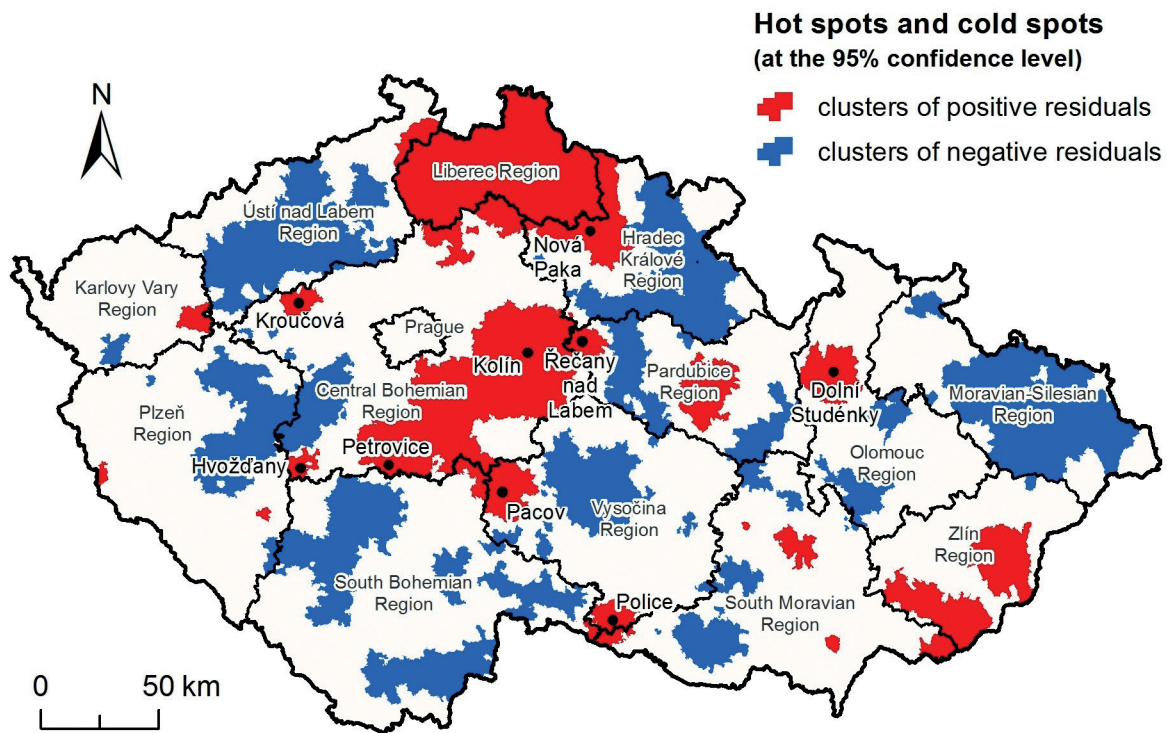 Hot spots and cold spots
(at the 95% confidence level)
clusters of positive residuals
clusters of negative residuals
N
Liberec Region
Ústí nad Labem
Region
Nová
Paka
Hradec
Králové
Region
Karlovy Vary
Region
Kroučová
Prague
Kolín
Řečany
nad
Labem
Pardubice
Region
Dolní
Studénky
Moravian-Silesian
Region
Central Bohemian
Region
Plzeň
Region
Petrovice
Hvožďany
Olomouc
Region
Pacov
Vysočina
Region
Zlín
Region
South Bohemian
Region
Police
South Moravian
Region
0 50 km